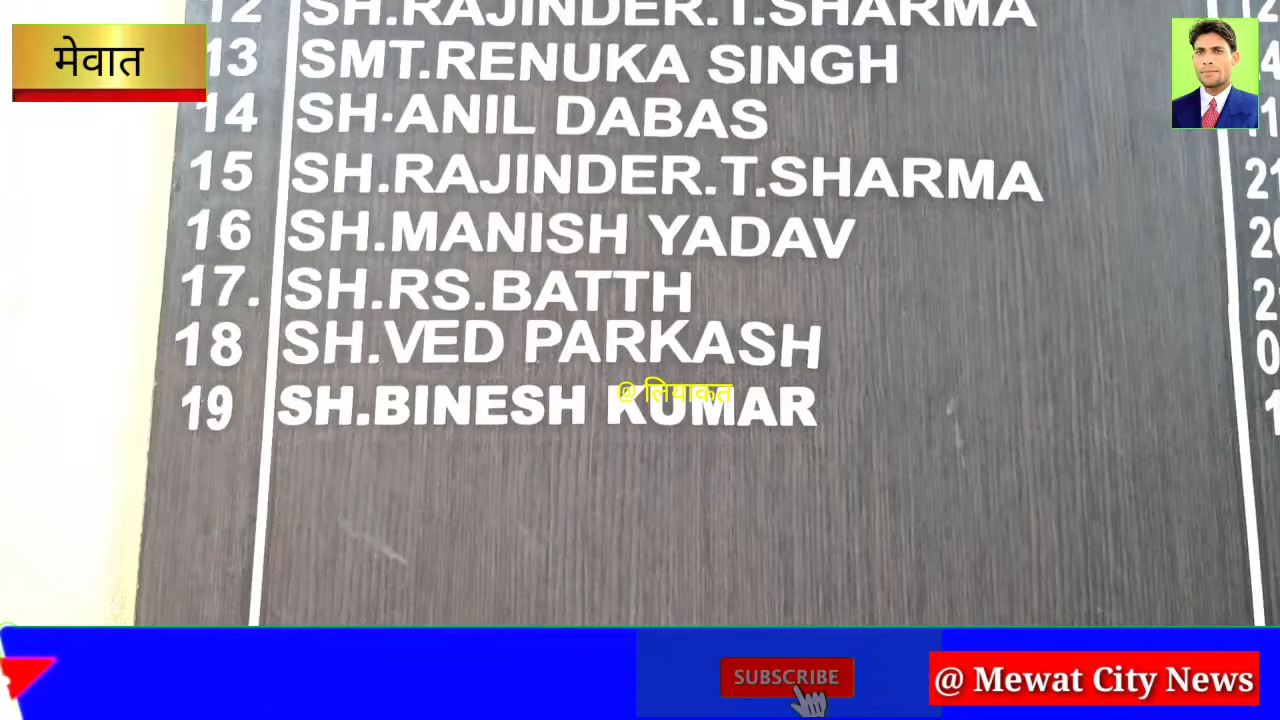 मेवात
12 SH.RAJINDER.T.SHARMA
13 SMT.RENUKA SINGH
14 SH.ANIL DABAS
15 SH.RAJINDER.T.SHARMA
16 SH.MANISH YADAV
17. SH.RS.BATTH
18 SH.VED PARKASH
19 SH.BINESH KUMAR
@ लियाकत
SUBSCRIBE
@ Mewat City News